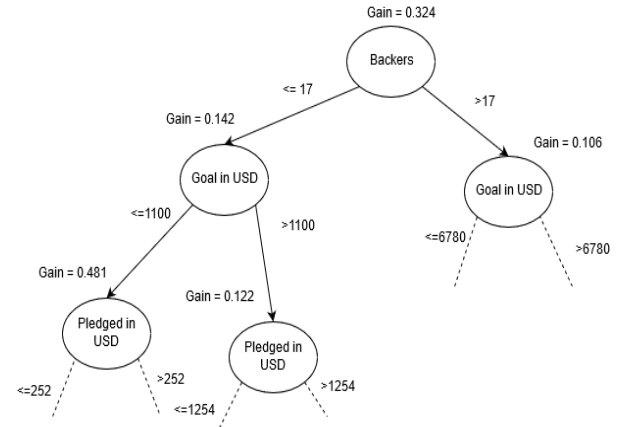 Gain = 0.324
Backers
<= 17
>17
Gain = 0.142
Gain = 0.106
Goal in USD
Goal in USD
<=1100
>1100
<=6780
>6780
Gain = 0.481
Gain = 0.122
Pledged in
USD
Pledged in
USD
<=252
>252
<=1254
>1254